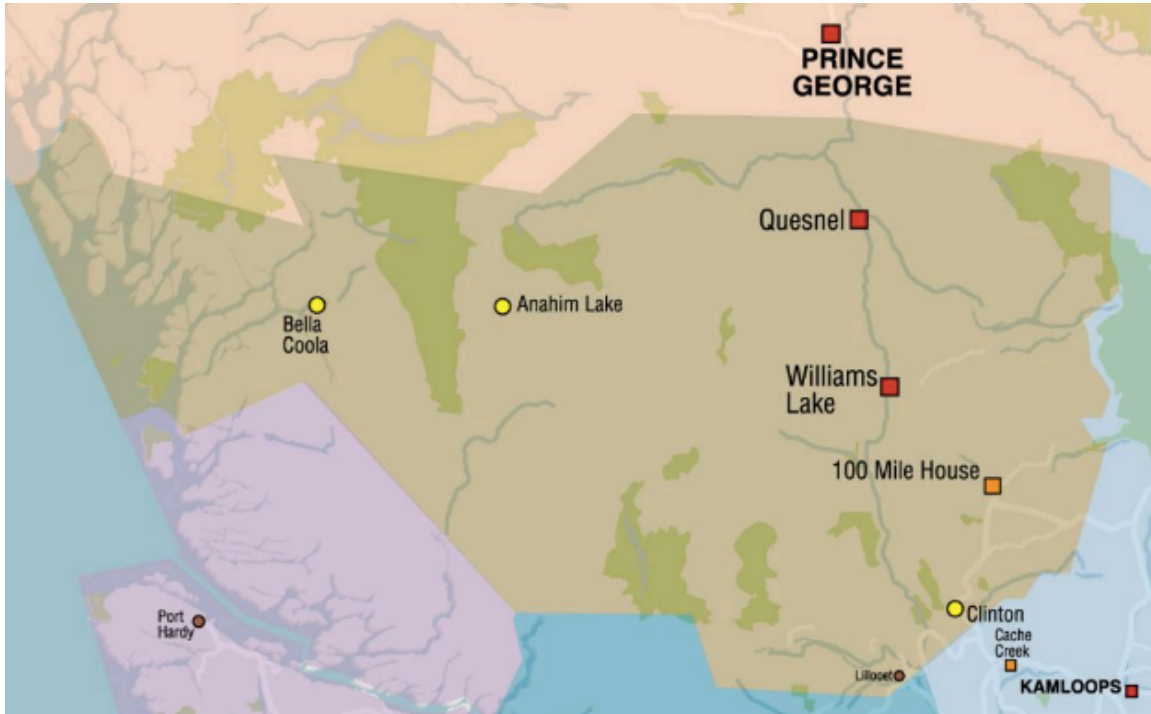 PRINCE
GEORGE
Quesnel
Bella
Coola
Anahim Lake
Williams
Lake
100 Mile House
Port
Hardy
Clinton
Cache
Creek
Lillooet
KAMLOOPS